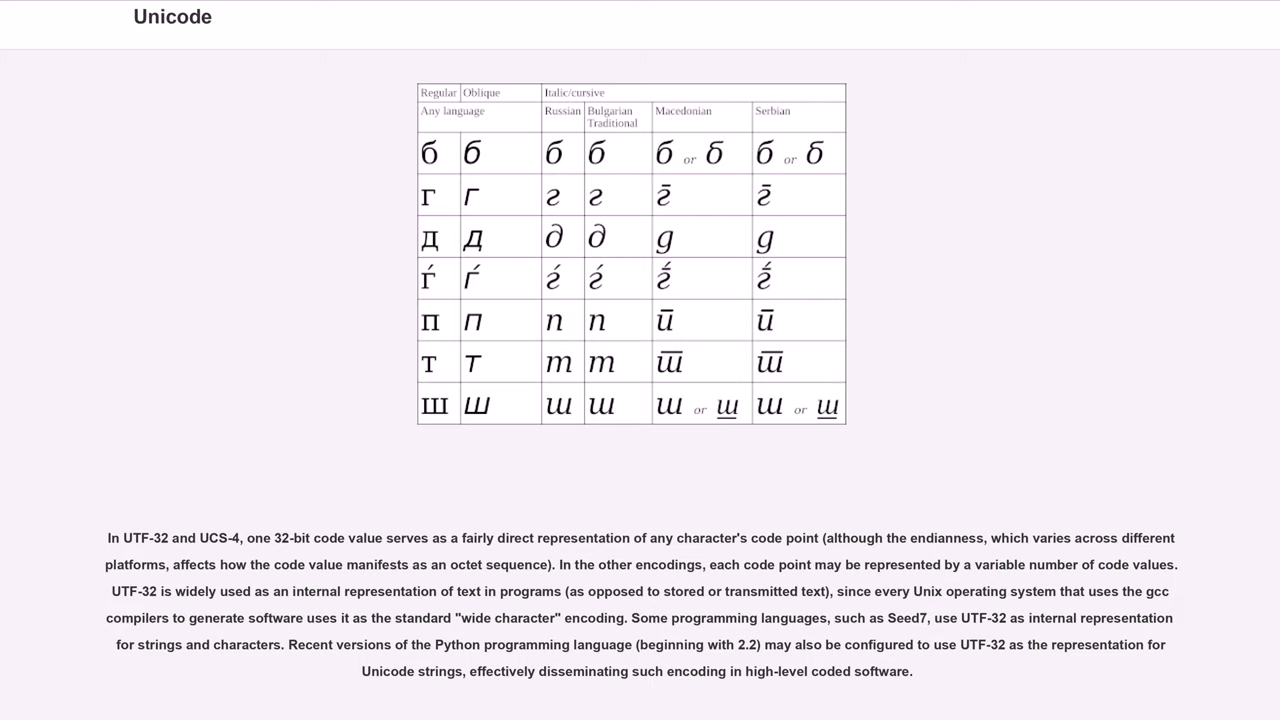 Unicode
Regular Oblique Italic/cursive
Any language Russian Bulgarian Traditional Macedonian Serbian
б б б б б or б б or б
г г г г г̄ г̄
д д д д g g
ѓ ѓ ѓ ѓ ѓ̄ ѓ̄
п п п п ӣ ӣ
т т т т ш̅ ш̅
ш ш ш ш ш or ш̲ ш or ш̲
In UTF-32 and UCS-4, one 32-bit code value serves as a fairly direct representation of any character's code point (although the endianness, which varies across different
platforms, affects how the code value manifests as an octet sequence). In the other encodings, each code point may be represented by a variable number of code values.
UTF-32 is widely used as an internal representation of text in programs (as opposed to stored or transmitted text), since every Unix operating system that uses the gcc
compilers to generate software uses it as the standard "wide character" encoding. Some programming languages, such as Seed7, use UTF-32 as internal representation
for strings and characters. Recent versions of the Python programming language (beginning with 2.2) may also be configured to use UTF-32 as the representation for
Unicode strings, effectively disseminating such encoding in high-level coded software.